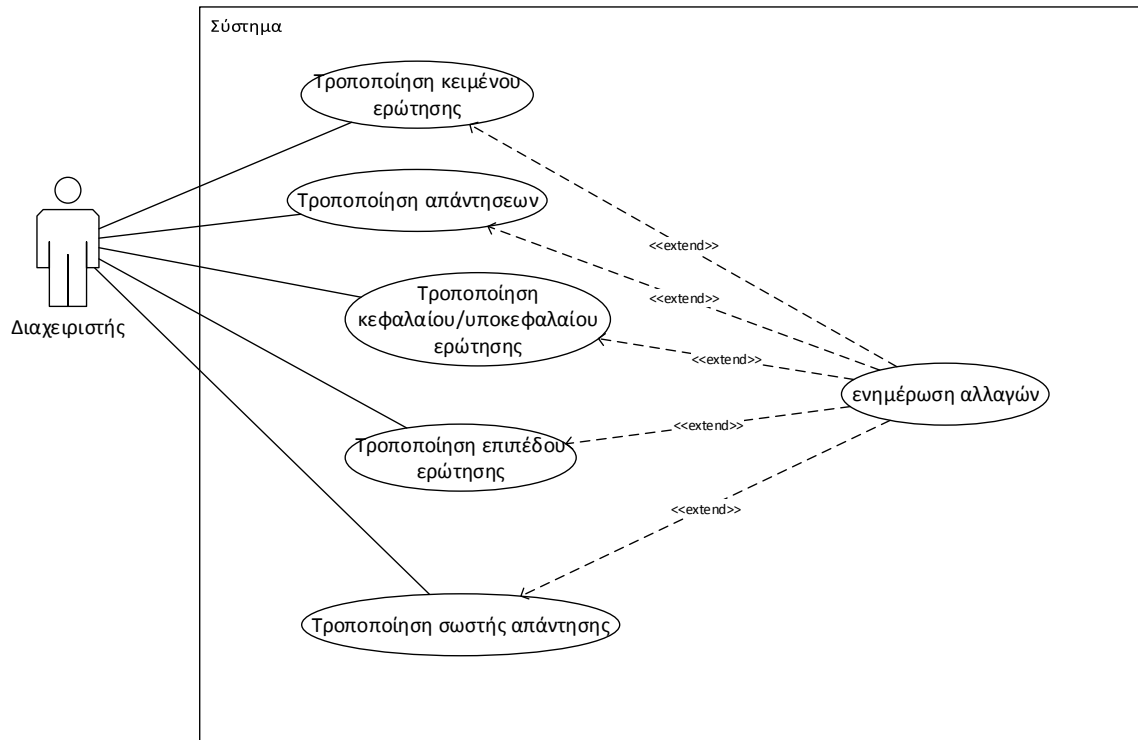 Σύστημα
Τροποποίηση κειμένου
ερώτησης
Τροποποίηση απάντησεων
<<extend>>
<<extend>>
Τροποποίηση
κεφαλαίου/υποκεφαλαίου
ερώτησης
Διαχειριστής
<<extend>>
ενημέρωση αλλαγών
<<extend>>
Τροποποίηση επιπέδου
ερώτησης
<<extend>>
Τροποποίηση σωστής απάντησης